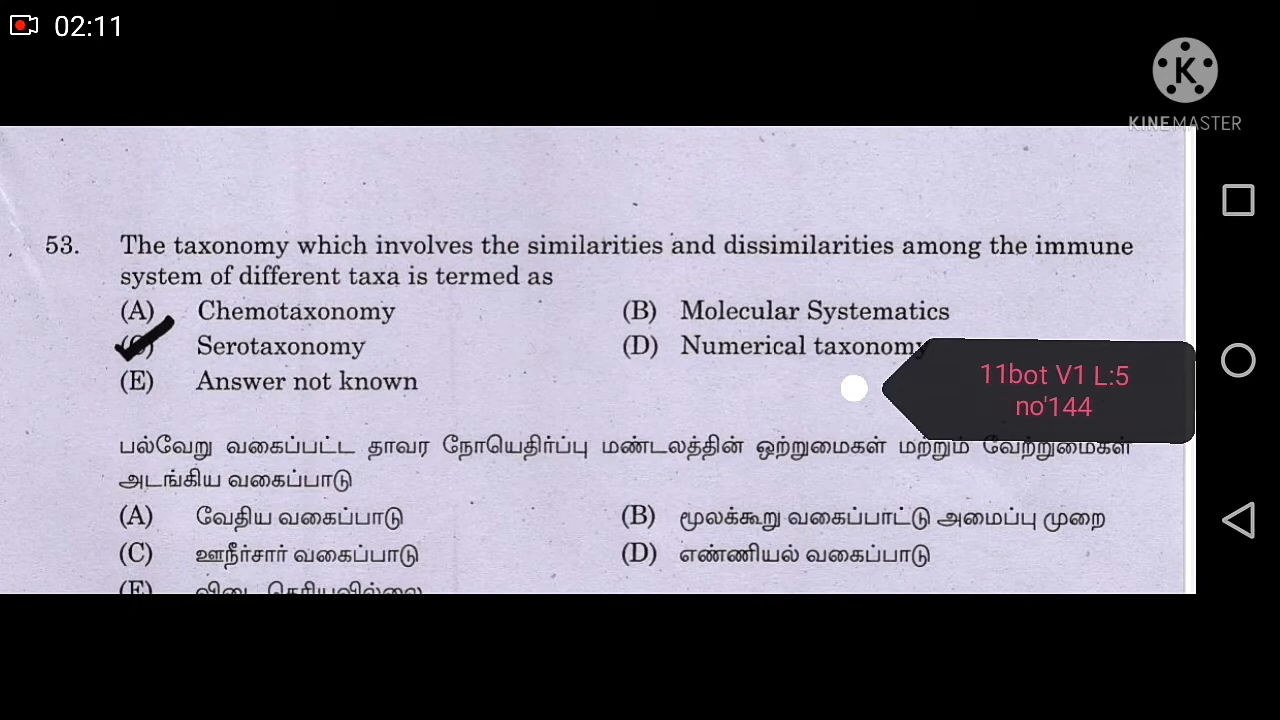 02:11
K
KINEMASTER
53. The taxonomy which involves the similarities and dissimilarities among the immune
system of different taxa is termed as
(A) Chemotaxonomy (B) Molecular Systematics
(C) Serotaxonomy (D) Numerical taxonomy
(E) Answer not known
11bot V1 L:5
no'144
பல்வேறு வகைப்பட்ட தாவர நோயெதிர்ப்பு மண்டலத்தின் ஒற்றுமைகள் மற்றும் வேற்றுமைகள்
அடங்கிய வகைப்பாடு
(A) வேதிய வகைப்பாடு (B) மூலக்கூறு வகைப்பாட்டு அமைப்பு முறை
(C) ஊநீர்சார் வகைப்பாடு (D) எண்ணியல் வகைப்பாடு
(E) விடை தெரியவில்லை